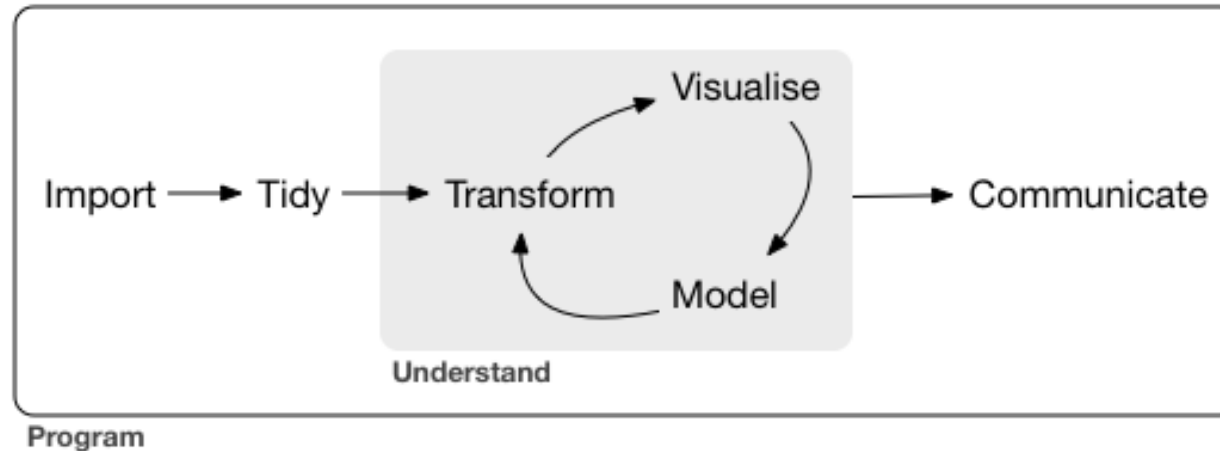 Visualise
Import
Tidy
Transform
Communicate
Model
Understand
Program